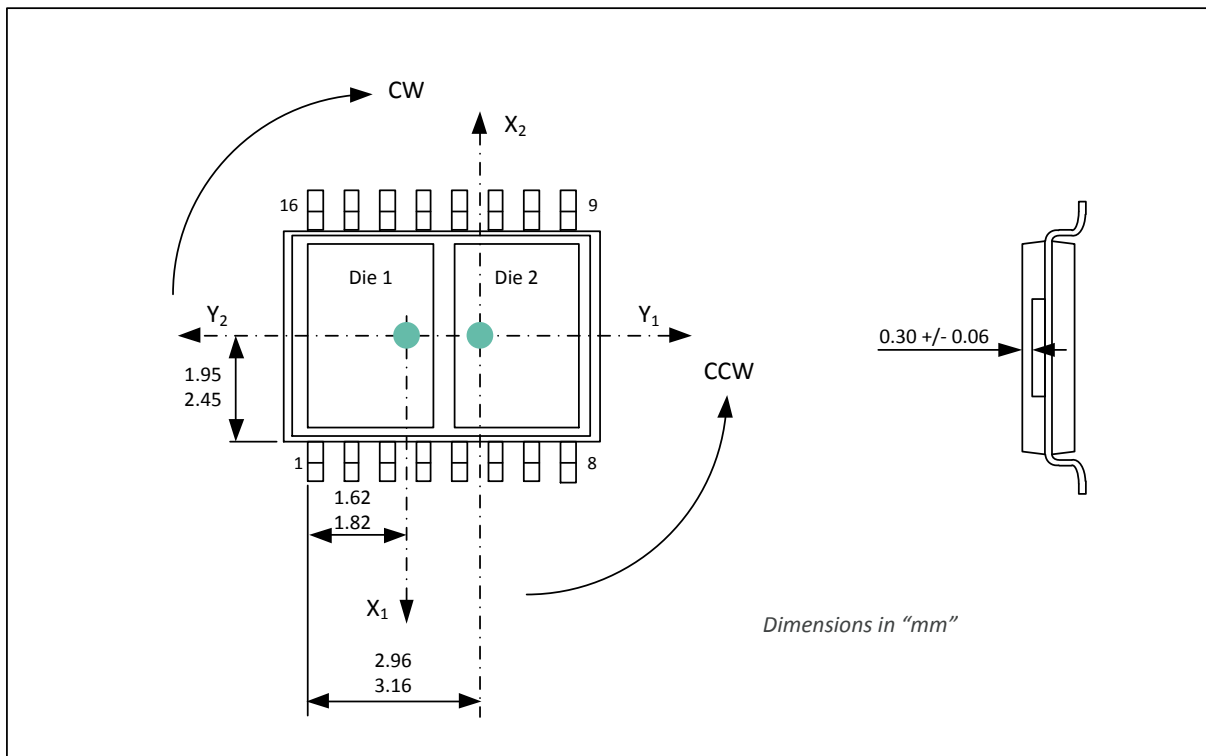 CW
X₂
16
9
Die 1
Die 2
Y₂
Y₁
0.30 +/- 0.06
1.95
2.45
CCW
1
8
1.62
1.82
X₁
Dimensions in “mm”
2.96
3.16